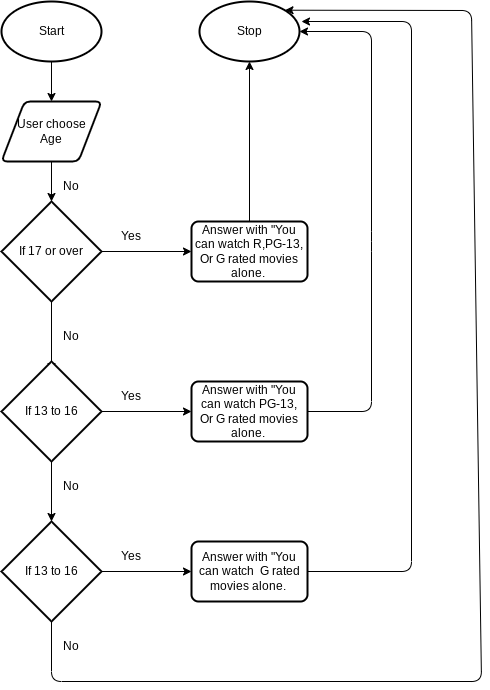 Start
Stop
User choose
Age
No
If 17 or over
Yes
Answer with "You
can watch R,PG-13,
Or G rated movies
alone.
No
If 13 to 16
Yes
Answer with "You
can watch PG-13,
Or G rated movies
alone.
No
If 13 to 16
Yes
Answer with "You
can watch G rated
movies alone.
No